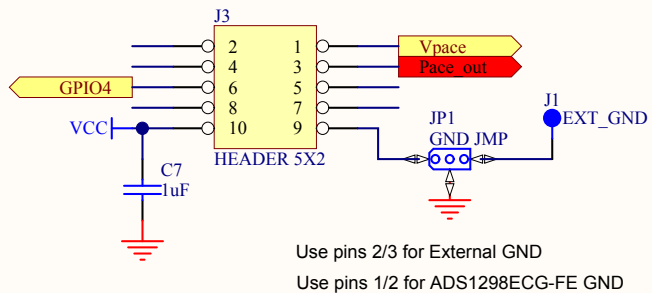 J3
2 1 Vpace
4 3 Pace_out
GPIO4 6 5
8 7
VCC 10 9
HEADER 5X2
C7
1uF
JP1
GND JMP
J1
EXT_GND
Use pins 2/3 for External GND
Use pins 1/2 for ADS1298ECG-FE GND